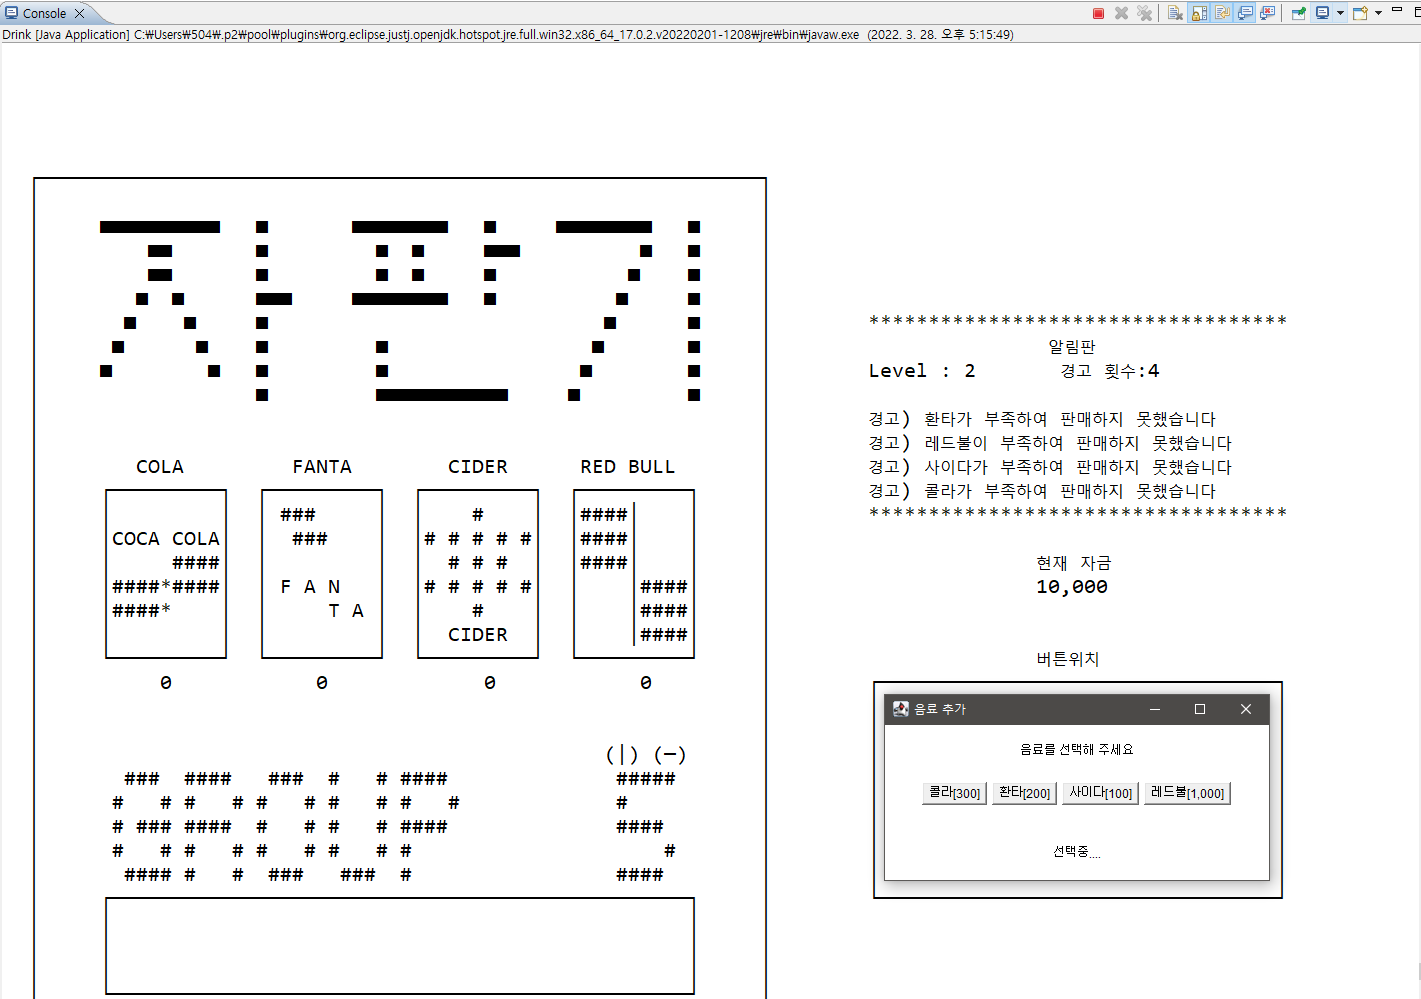 Console
Drink [Java Application] C:₩Users₩504₩.p2₩pool₩plugins₩org.eclipse.justj.openjdk.hotspot.jre.full.win32.x86_64_17.0.2.v20220201-1208₩jre₩bin₩javaw.exe (2022. 3. 28. 오후 5:15:49)
자판기
COLA FANTA CIDER RED BULL
COCA COLA
F A N
T A
CIDER
0 0 0 0
(|) (—)
GROUP 5
************************************
알림판
Level : 2 경고 횟수:4
경고) 환타가 부족하여 판매하지 못했습니다
경고) 레드불이 부족하여 판매하지 못했습니다
경고) 사이다가 부족하여 판매하지 못했습니다
경고) 콜라가 부족하여 판매하지 못했습니다
************************************
현재 자금
10,000
버튼위치
음료 추가
음료를 선택해 주세요
콜라[300] 환타[200] 사이다[100] 레드불[1,000]
선택중....